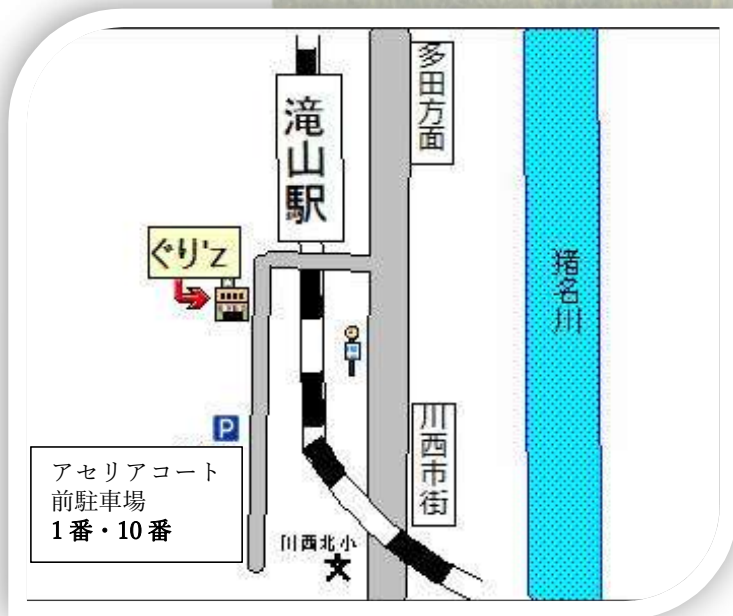 多田方面
滝山駅
ぐり'z
猪名川
P
川西市街
アセリアコート
前駐車場
1番・10番
川西北小
文